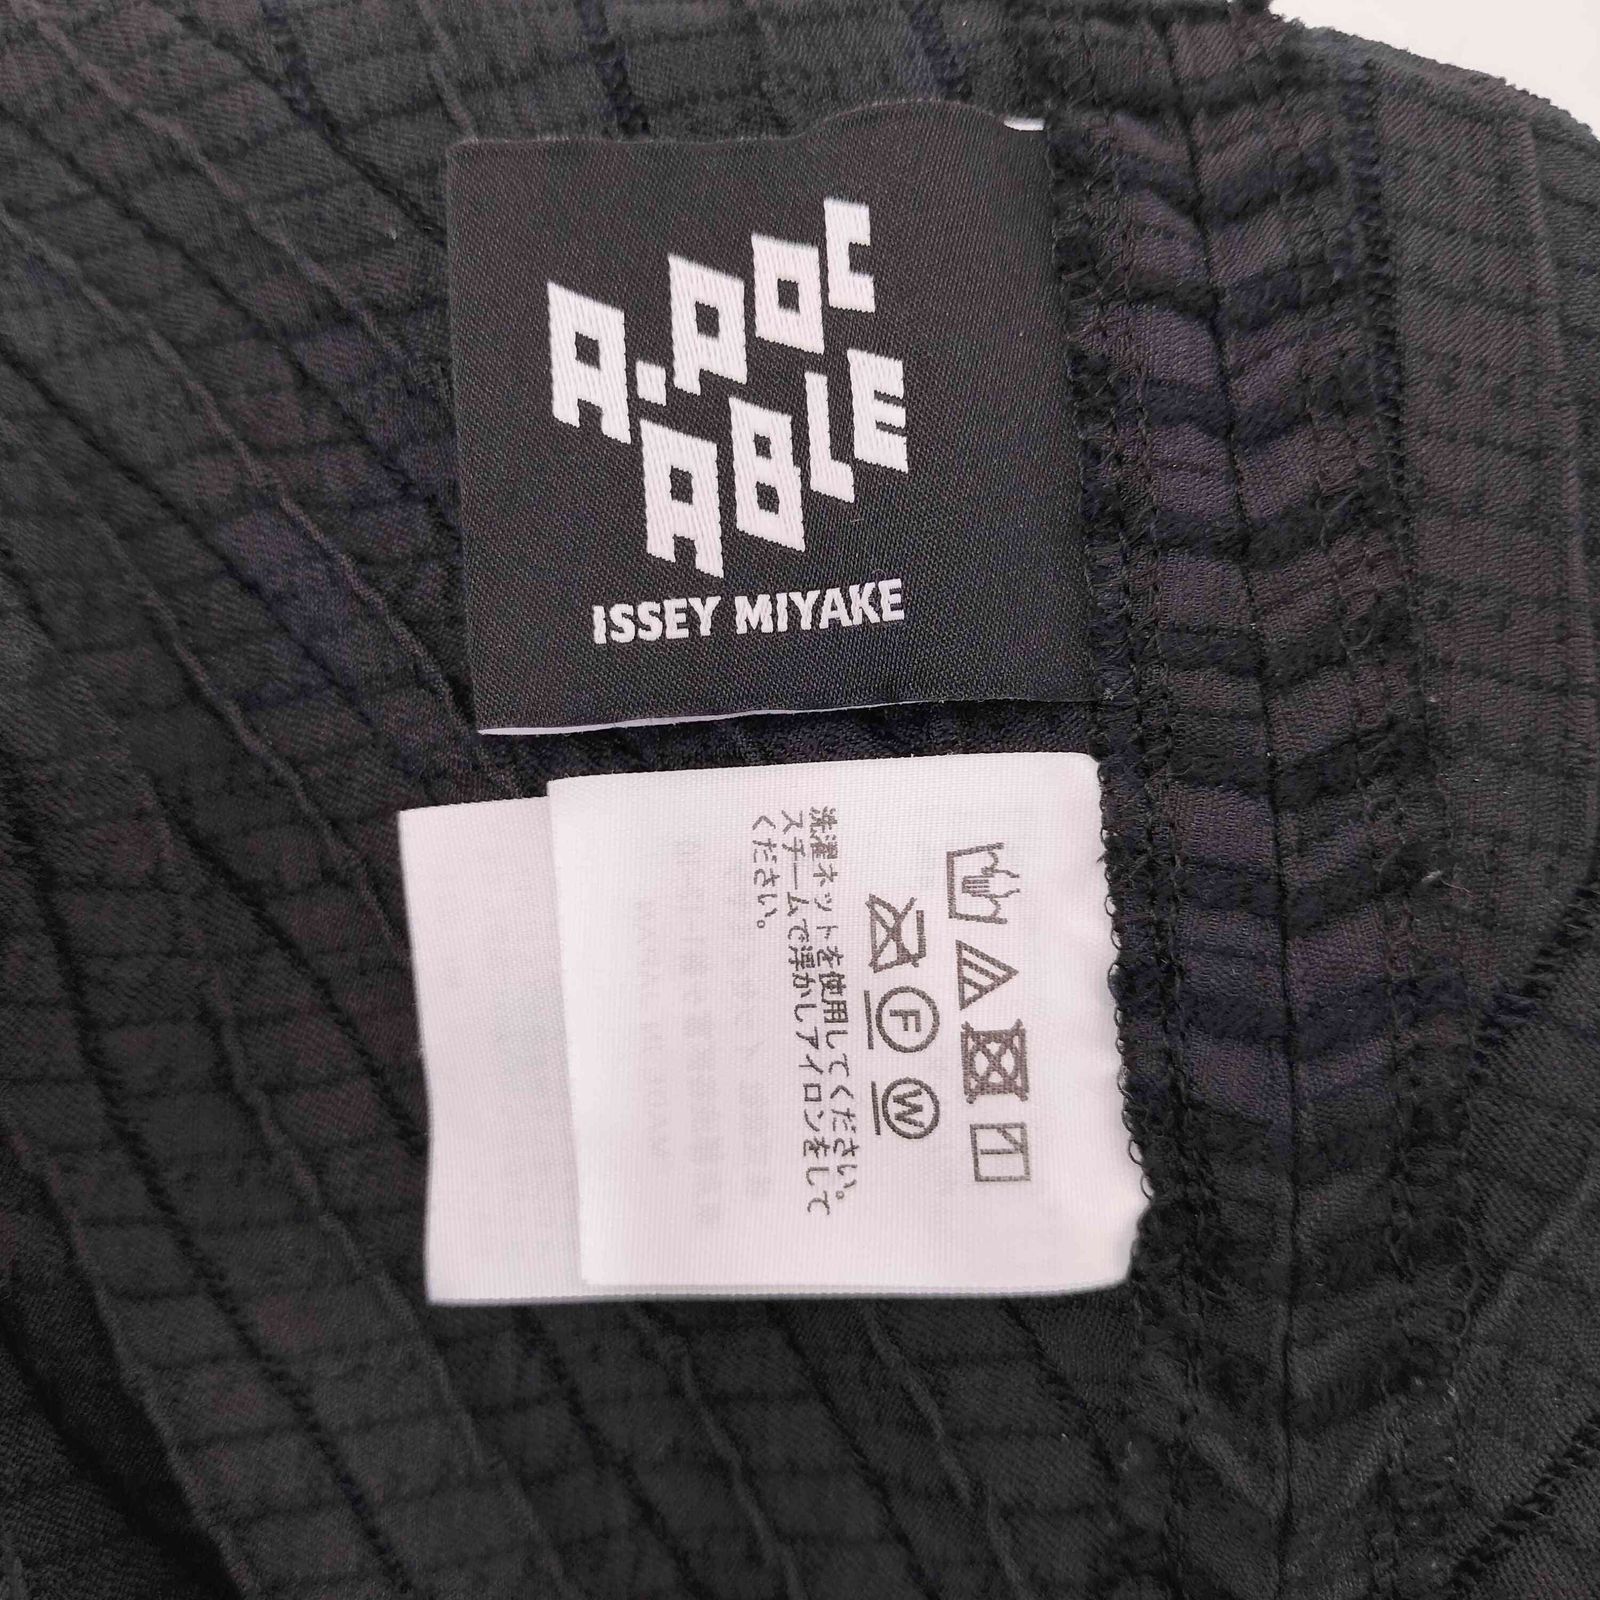 A.POC
ABLE
ISSEY MIYAKE
洗濯ネットを使用してください。
スチームで浮かしアイロンをして
ください。
F
W